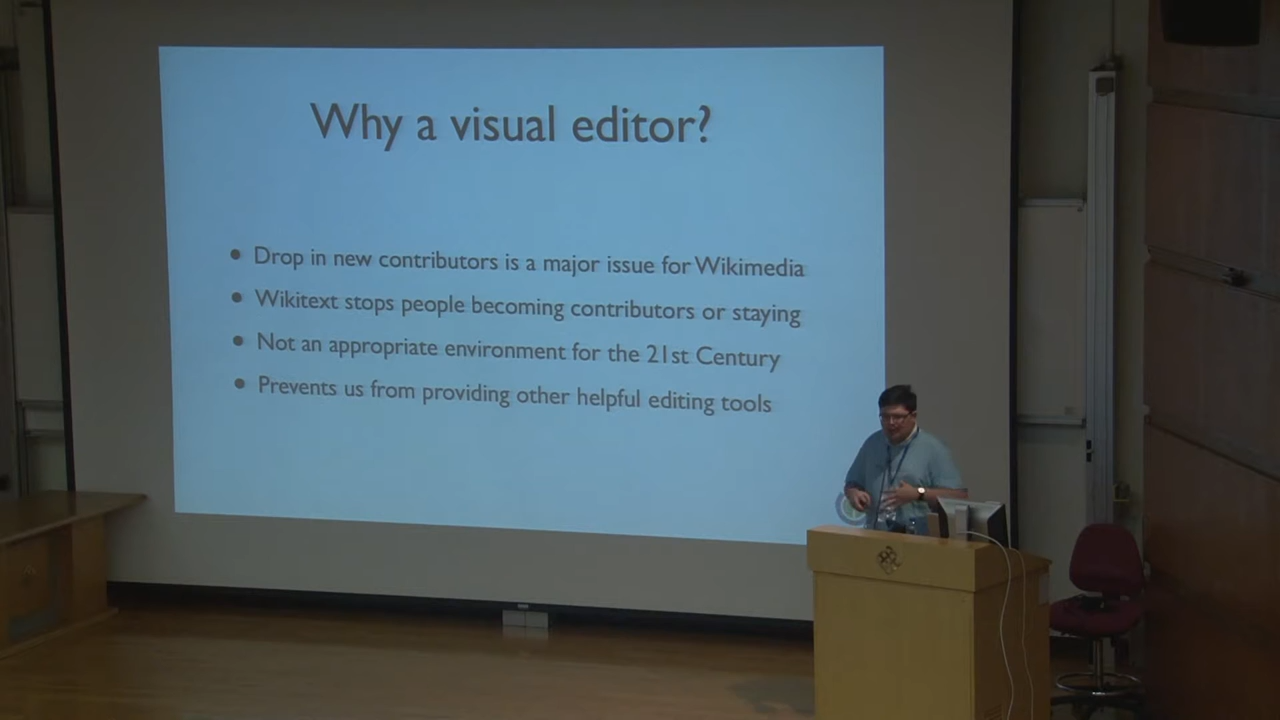 Why a visual editor?
• Drop in new contributors is a major issue for Wikimedia
• Wikitext stops people becoming contributors or staying
• Not an appropriate environment for the 21st Century
• Prevents us from providing other helpful editing tools